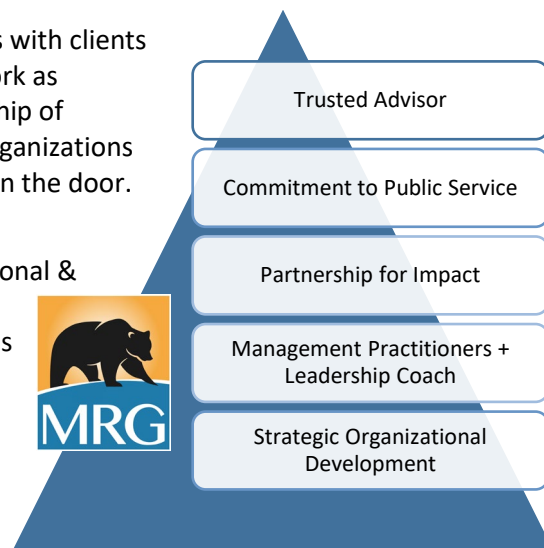 s with clients
rk as
hip of
ganizations
n the door.
onal &
s
MRG
Trusted Advisor
Commitment to Public Service
Partnership for Impact
Management Practitioners +
Leadership Coach
Strategic Organizational
Development